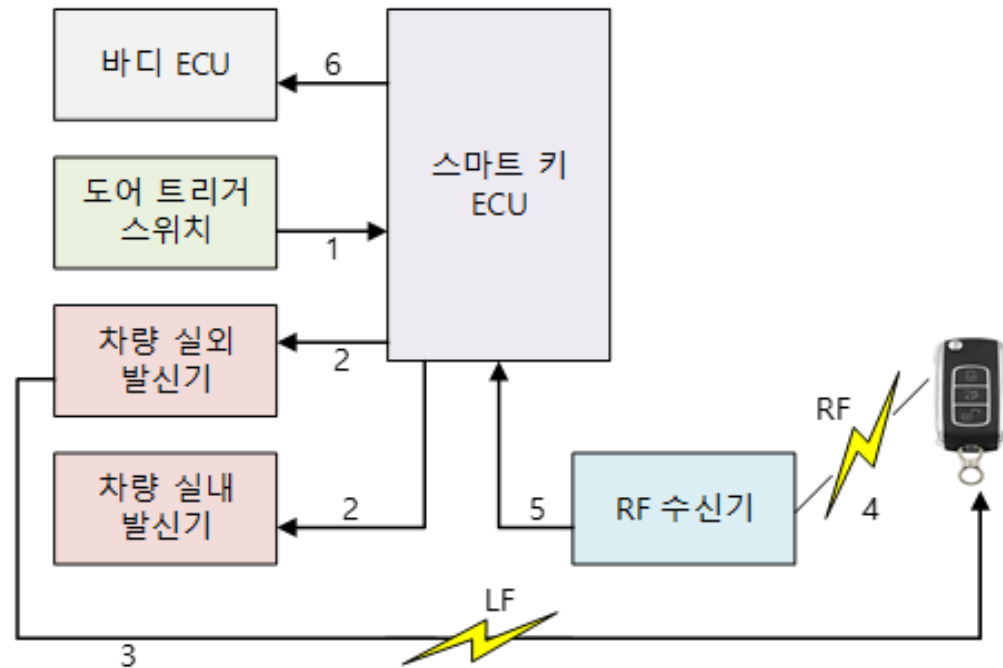 바디 ECU
6
스마트 키
ECU
도어 트리거
스위치
1
차량 실외
발신기
2
RF
차량 실내
발신기
2
5
RF 수신기
4
LF
3